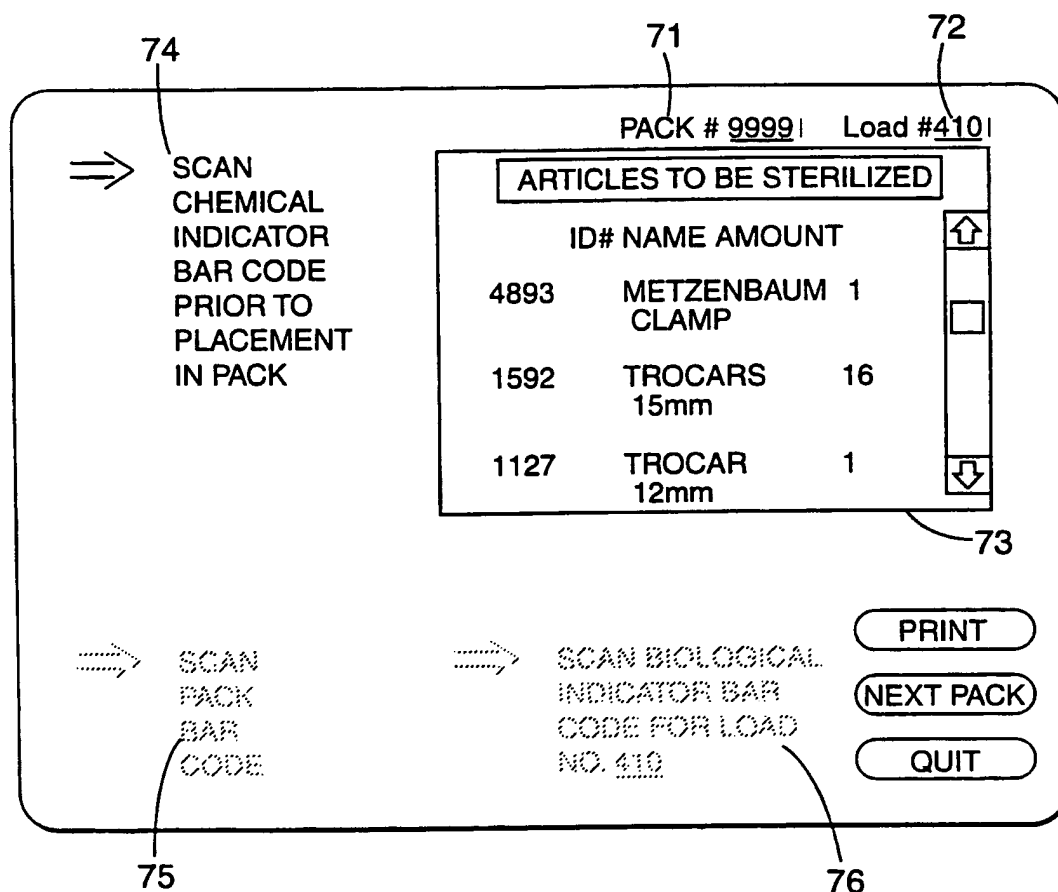 74
71
72
PACK # 9999 Load #410
SCAN
CHEMICAL
INDICATOR
BAR CODE
PRIOR TO
PLACEMENT
IN PACK
ARTICLES TO BE STERILIZED
ID# NAME AMOUNT
4893 METZENBAUM 1
CLAMP
1592 TROCARS 16
15mm
1127 TROCAR 1
12mm
73
SCAN
PACK
BAR
CODE
SCAN BIOLOGICAL
INDICATOR BAR
CODE FOR LOAD
NO. 410
PRINT
NEXT PACK
QUIT
75
76